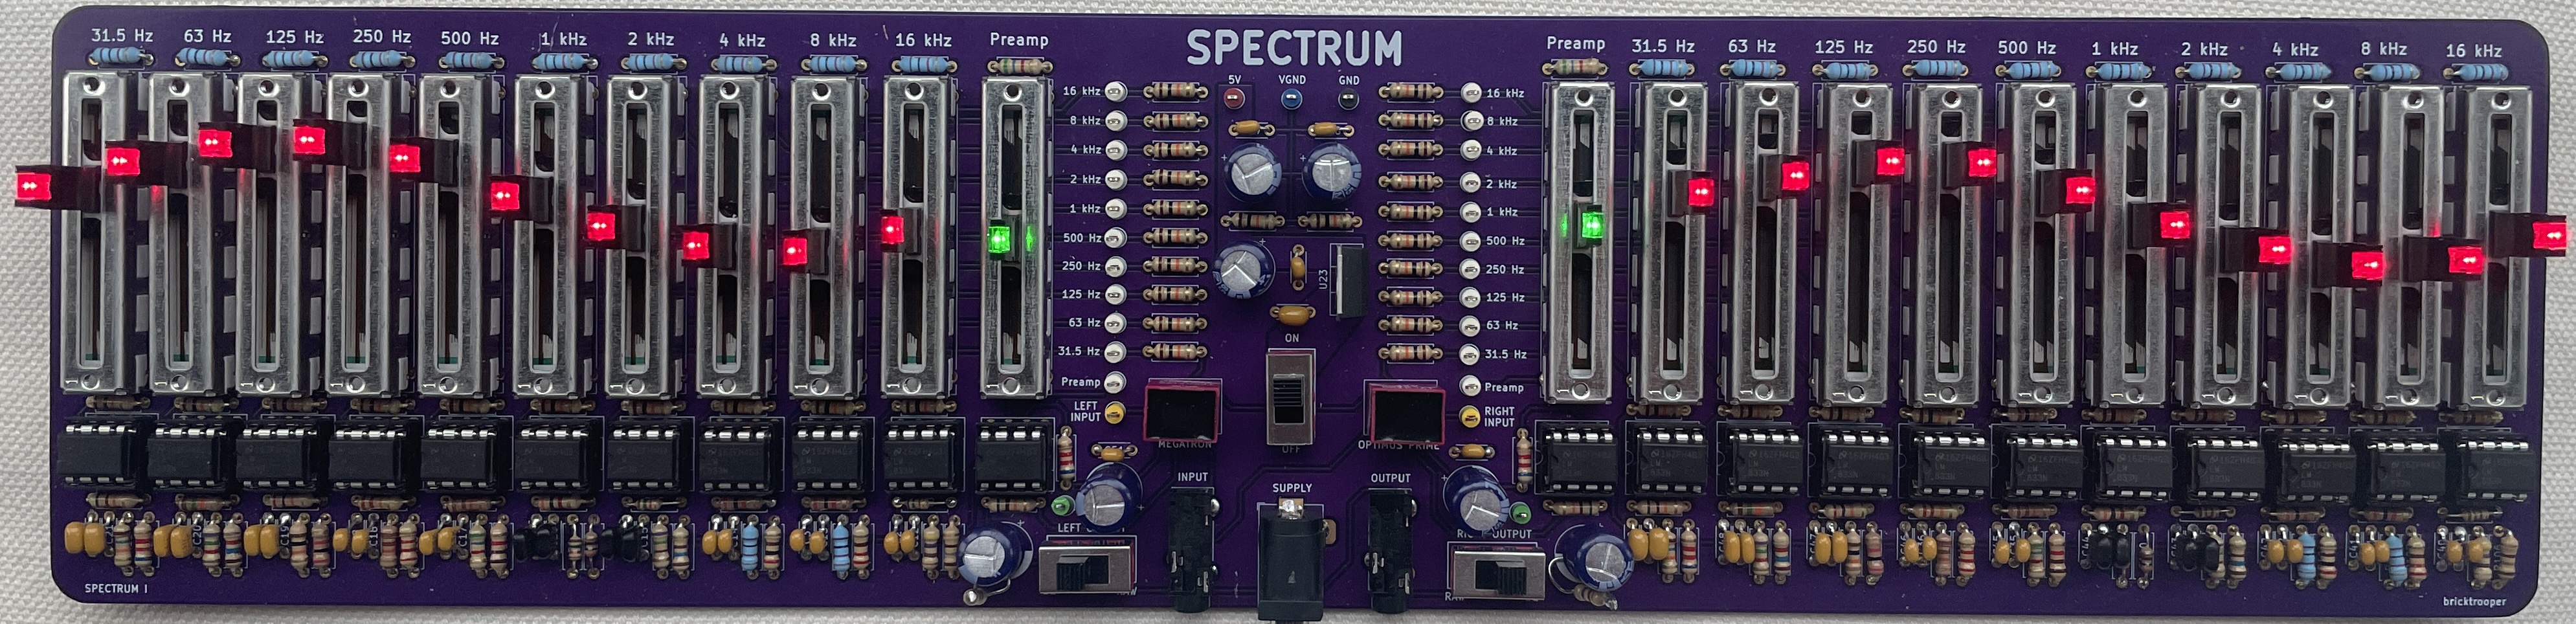 31.5 Hz 63 Hz 125 Hz 250 Hz 500 Hz 1 kHz 2 kHz 4 kHz 8 kHz 16 kHz Preamp
SPECTRUM
Preamp 31.5 Hz 63 Hz 125 Hz 250 Hz 500 Hz 1 kHz 2 kHz 4 kHz 8 kHz 16 kHz
5V VGND GND
16 kHz
8 kHz
4 kHz
2 kHz
1 kHz
500 Hz
250 Hz
125 Hz
63 Hz
31.5 Hz
Preamp
LEFT
INPUT
16 kHz
8 kHz
4 kHz
2 kHz
1 kHz
500 Hz
250 Hz
125 Hz
63 Hz
31.5 Hz
Preamp
RIGHT
INPUT
U23
ON
OFF
MEGATRON
OPTIMUS PRIME
INPUT
SUPPLY
OUTPUT
SPECTRUM I
bricktrooper